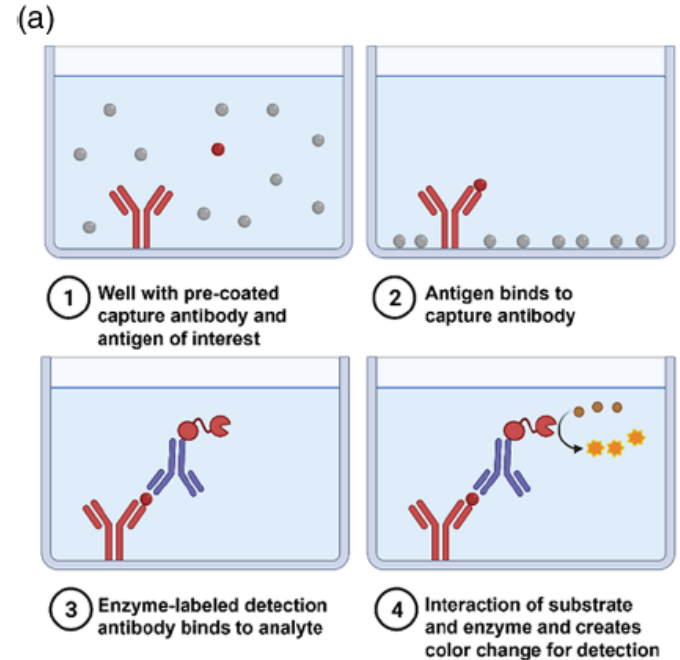 (a)
1 Well with pre-coated
capture antibody and
antigen of interest
2 Antigen binds to
capture antibody
3 Enzyme-labeled detection
antibody binds to analyte
4 Interaction of substrate
and enzyme and creates
color change for detection